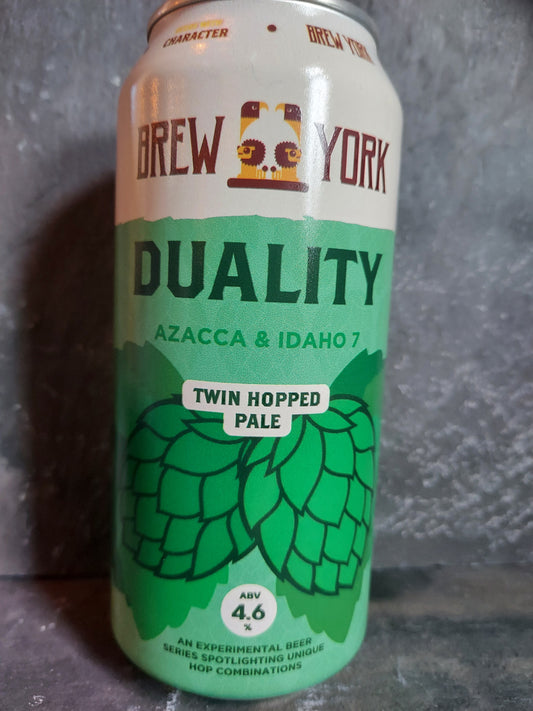 CHARACTER
BREW YORK
BREW YORK
DUALITY
AZACCA & IDAHO 7
TWIN HOPPED
PALE
ABV
4.6
%
AN EXPERIMENTAL BEER
SERIES SPOTLIGHTING UNIQUE
HOP COMBINATIONS